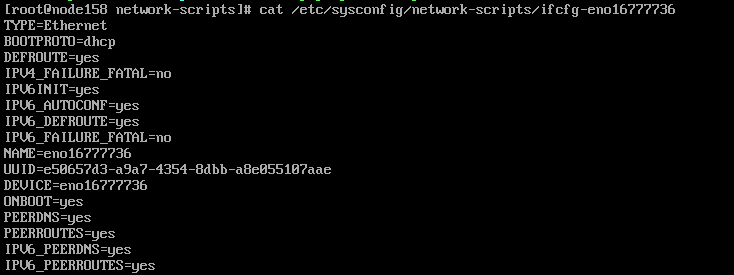 [root@node158 network-scripts]# cat /etc/sysconfig/network-scripts/ifcfg-eno16777736
TYPE=Ethernet
BOOTPROTO=dhcp
DEFROUTE=yes
IPV4_FAILURE_FATAL=no
IPV6INIT=yes
IPV6_AUTOCONF=yes
IPV6_DEFROUTE=yes
IPV6_FAILURE_FATAL=no
NAME=eno16777736
UUID=e50657d3-a9a7-4354-8dbb-a8e055107aae
DEVICE=eno16777736
ONBOOT=yes
PEERDNS=yes
PEERROUTES=yes
IPV6_PEERDNS=yes
IPV6_PEERROUTES=yes